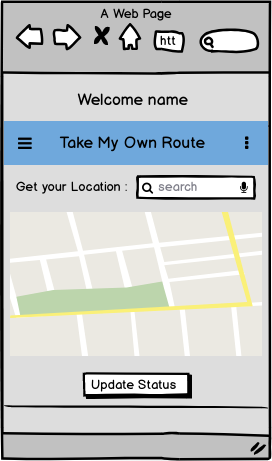 A Web Page
htt
Welcome name
Take My Own Route
Get your Location :
search
Update Status